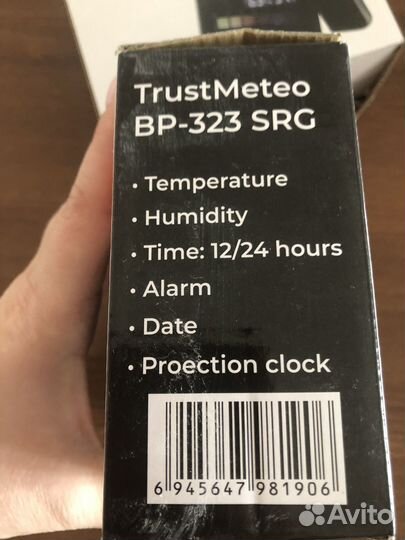 TrustMeteo
BP-323 SRG
• Temperature
• Humidity
• Time: 12/24 hours
• Alarm
• Date
• Proection clock
6 945647 981906
Avito